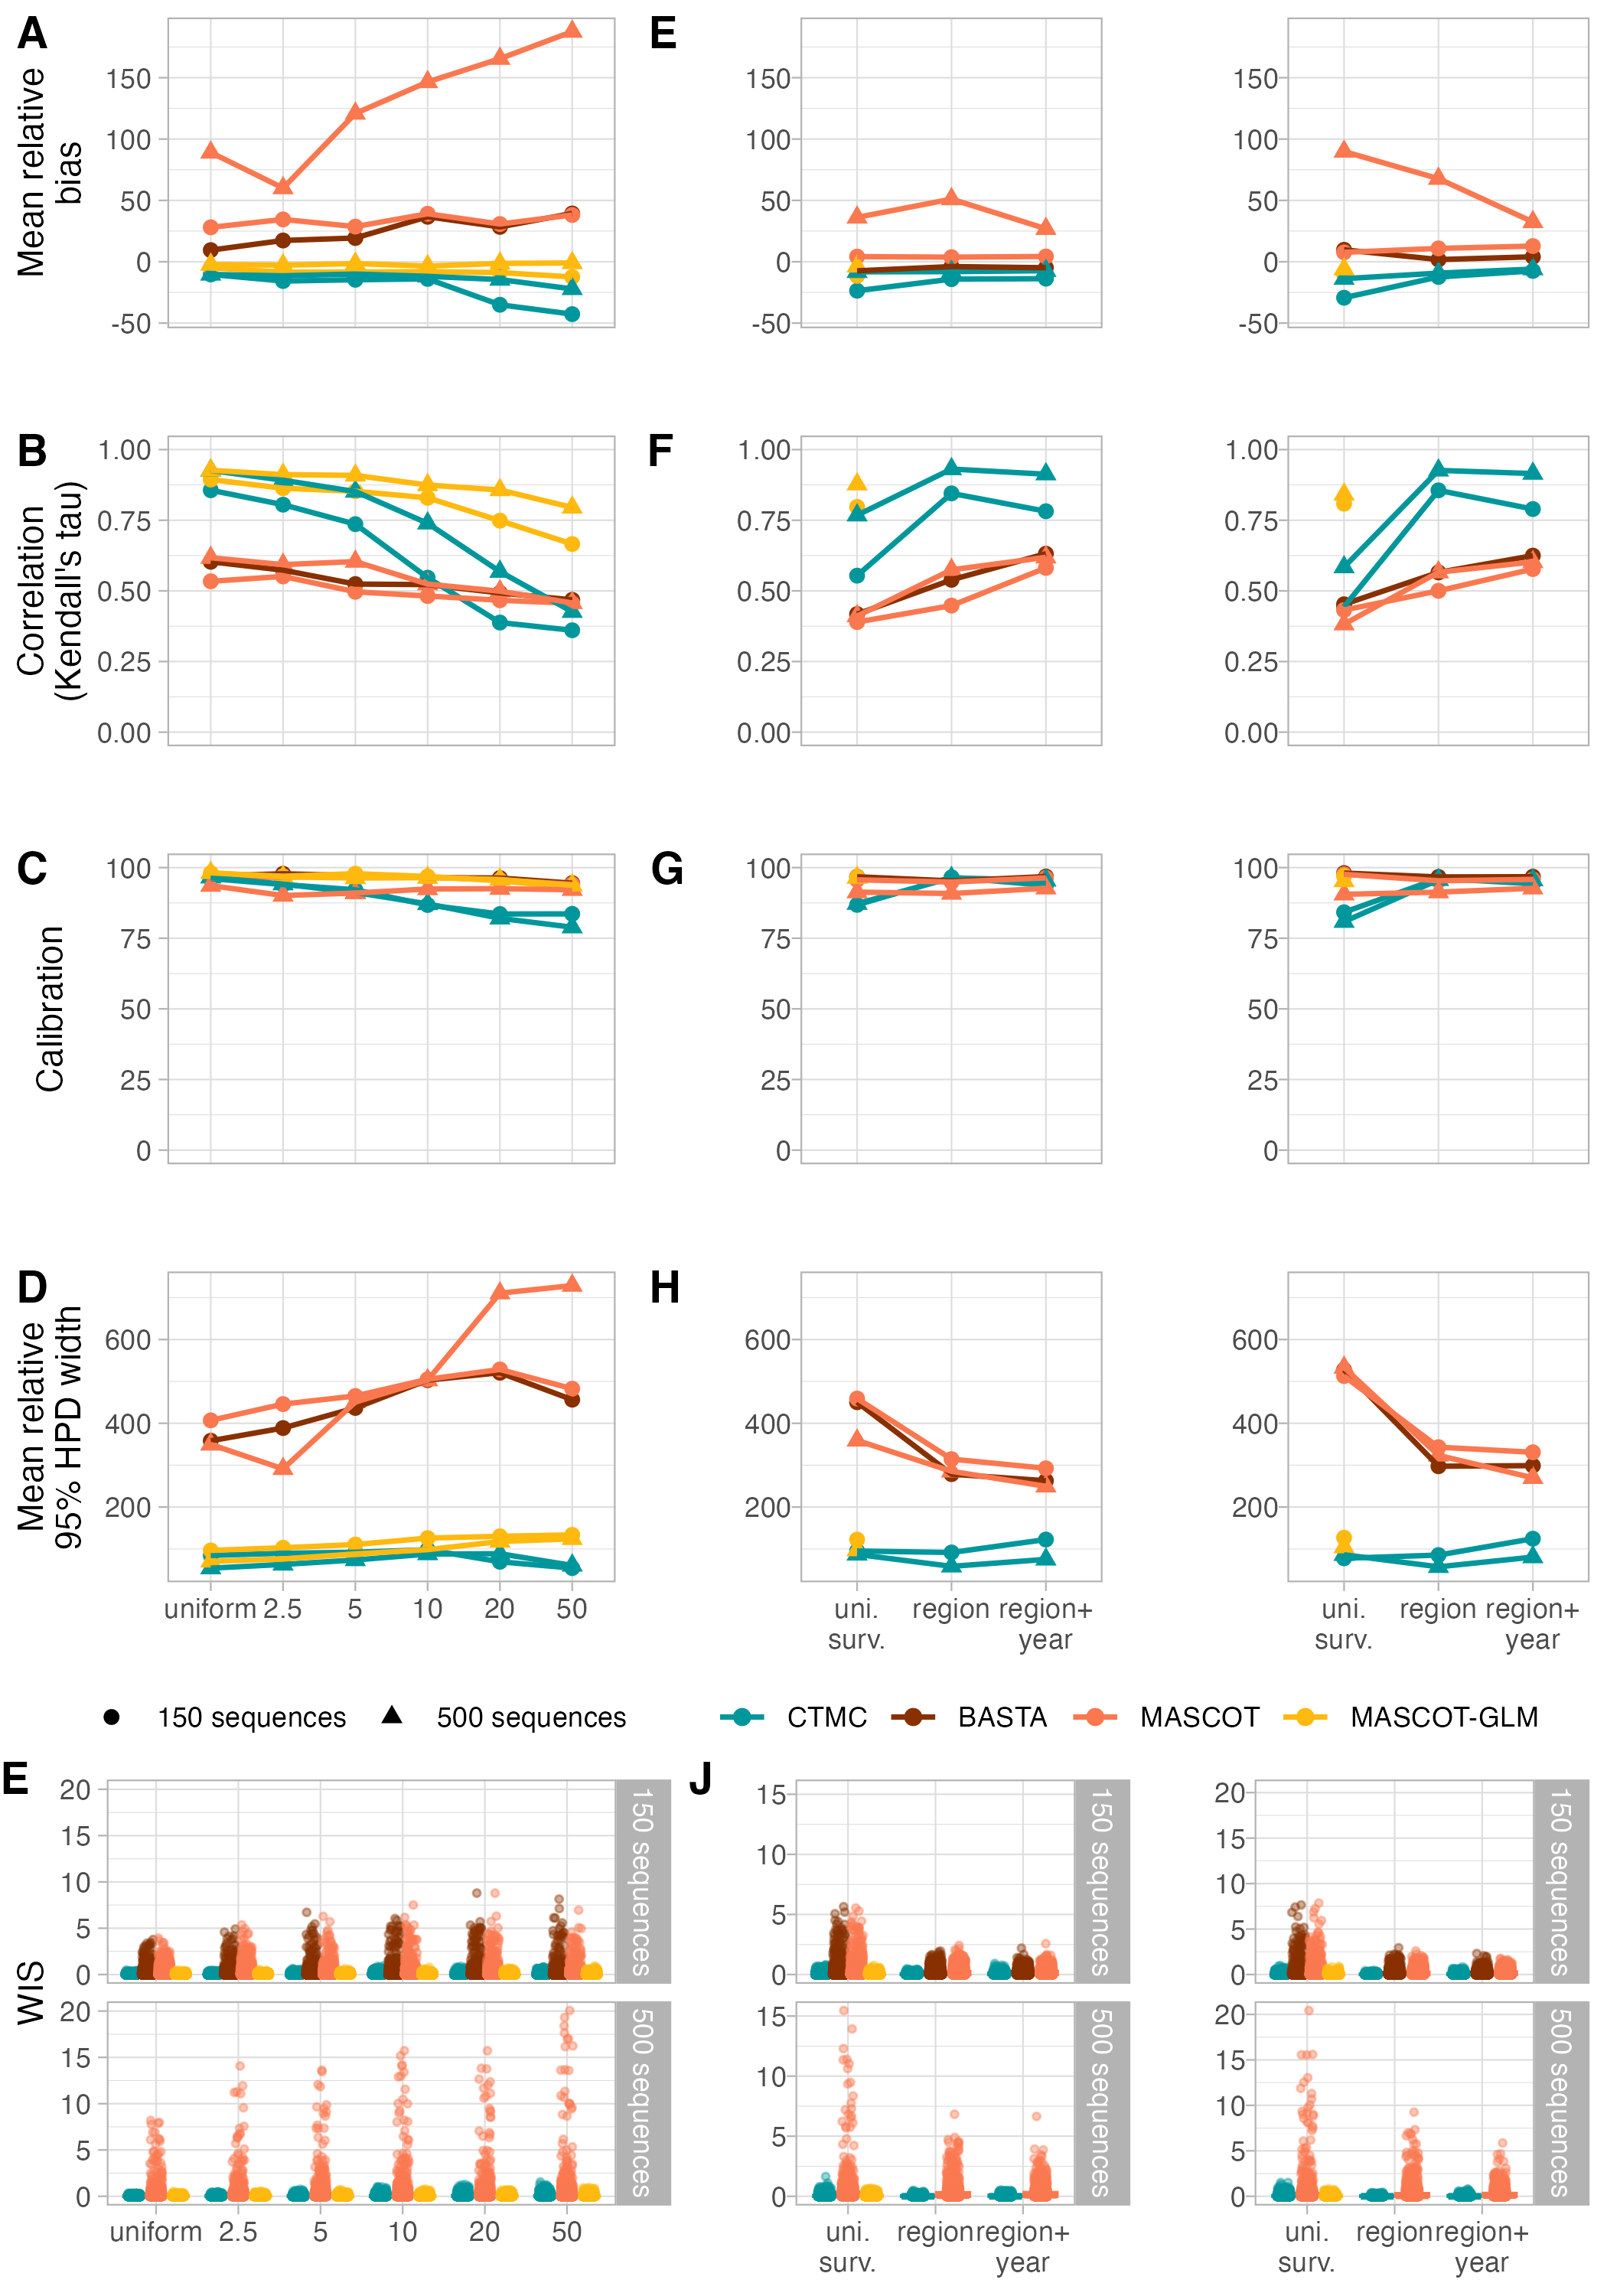 A
Mean relative
bias
150
100
50
0
-50
E
150
100
50
0
-50
150
100
50
0
-50
B
Correlation
(Kendall's tau)
1.00
0.75
0.50
0.25
0.00
F
1.00
0.75
0.50
0.25
0.00
1.00
0.75
0.50
0.25
0.00
C
Calibration
100
75
50
25
0
G
100
75
50
25
0
100
75
50
25
0
D
Mean relative
95% HPD width
600
400
200
uniform 2.5 5 10 20 50
H
600
400
200
uni. region region+
surv. year
600
400
200
uni. region region+
surv. year
150 sequences 500 sequences CTMC BASTA MASCOT MASCOT-GLM
E
WIS
20
15
10
5
0
150 sequences
20
15
10
5
0
500 sequences
uniform 2.5 5 10 20 50
J
15
10
5
0
150 sequences
15
10
5
0
500 sequences
uni. region region+
surv. year
20
15
10
5
0
150 sequences
20
15
10
5
0
500 sequences
uni. region region+
surv. year